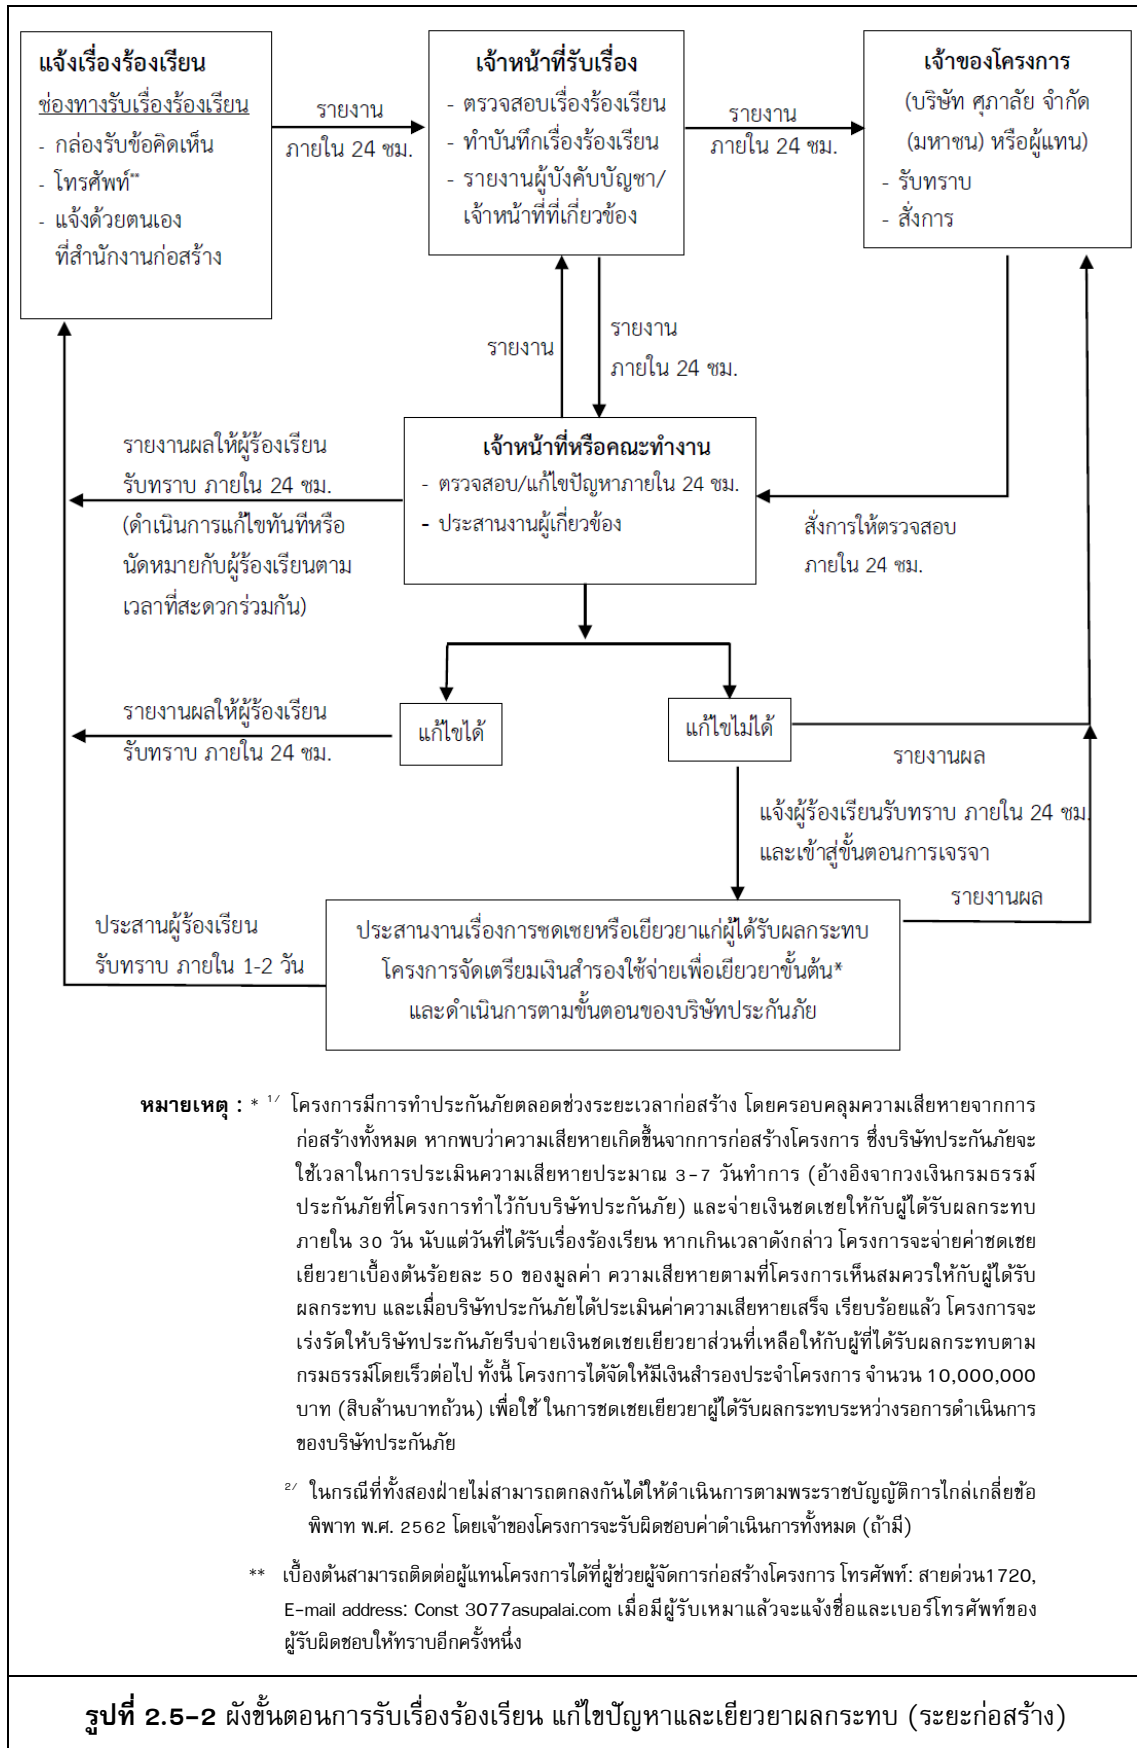 แจ้งเรื่องร้องเรียน
ช่องทางรับเรื่องร้องเรียน
- กล่องรับข้อคิดเห็น
- โทรศัพท์**
- แจ้งด้วยตนเอง
ที่สำนักงานก่อสร้าง
รายงาน
ภายใน 24 ชม.
เจ้าหน้าที่รับเรื่อง
- ตรวจสอบเรื่องร้องเรียน
- ทำบันทึกเรื่องร้องเรียน
- รายงานผู้บังคับบัญชา/
เจ้าหน้าที่ที่เกี่ยวข้อง
รายงาน
ภายใน 24 ชม.
เจ้าของโครงการ
(บริษัท ศุภาลัย จำกัด
(มหาชน) หรือผู้แทน)
- รับทราบ
- สั่งการ
รายงาน
รายงาน
ภายใน 24 ชม.
รายงานผลให้ผู้ร้องเรียน
รับทราบ ภายใน 24 ชม.
(ดำเนินการแก้ไขทันทีหรือ
นัดหมายกับผู้ร้องเรียนตาม
เวลาที่สะดวกร่วมกัน)
เจ้าหน้าที่หรือคณะทำงาน
- ตรวจสอบ/แก้ไขปัญหาภายใน 24 ชม.
- ประสานงานผู้เกี่ยวข้อง
สั่งการให้ตรวจสอบ
ภายใน 24 ชม.
รายงานผลให้ผู้ร้องเรียน
รับทราบ ภายใน 24 ชม.
แก้ไขได้
แก้ไขไม่ได้
รายงานผล
แจ้งผู้ร้องเรียนรับทราบ ภายใน 24 ชม.
และเข้าสู่ขั้นตอนการเจรจา
รายงานผล
ประสานผู้ร้องเรียน
รับทราบ ภายใน 1-2 วัน
ประสานงานเรื่องการชดเชยหรือเยียวยาแก่ผู้ได้รับผลกระทบ
โครงการจัดเตรียมเงินสำรองใช้จ่ายเพื่อเยียวยาขั้นต้น*
และดำเนินการตามขั้นตอนของบริษัทประกันภัย
หมายเหตุ : * 1/ โครงการมีการทำประกันภัยตลอดช่วงระยะเวลาก่อสร้าง โดยครอบคลุมความเสียหายจากการ
ก่อสร้างทั้งหมด หากพบว่าความเสียหายเกิดขึ้นจากการก่อสร้างโครงการ ซึ่งบริษัทประกันภัยจะ
ใช้เวลาในการประเมินความเสียหายประมาณ 3-7 วันทำการ (อ้างอิงจากวงเงินกรมธรรม์
ประกันภัยที่โครงการทำไว้กับบริษัทประกันภัย) และจ่ายเงินชดเชยให้กับผู้ได้รับผลกระทบ
ภายใน 30 วัน นับแต่วันที่ได้รับเรื่องร้องเรียน หากเกินเวลาดังกล่าว โครงการจะจ่ายค่าชดเชย
เยียวยาเบื้องต้นร้อยละ 50 ของมูลค่า ความเสียหายตามที่โครงการเห็นสมควรให้กับผู้ได้รับ
ผลกระทบ และเมื่อบริษัทประกันภัยได้ประเมินค่าความเสียหายเสร็จ เรียบร้อยแล้ว โครงการจะ
เร่งรัดให้บริษัทประกันภัยรีบจ่ายเงินชดเชยเยียวยาส่วนที่เหลือให้กับผู้ที่ได้รับผลกระทบตาม
กรมธรรม์โดยเร็วต่อไป ทั้งนี้ โครงการได้จัดให้มีเงินสำรองประจำโครงการ จำนวน 10,000,000
บาท (สิบล้านบาทถ้วน) เพื่อใช้ ในการชดเชยเยียวยาผู้ได้รับผลกระทบระหว่างรอการดำเนินการ
ของบริษัทประกันภัย
2/ ในกรณีที่ทั้งสองฝ่ายไม่สามารถตกลงกันได้ให้ดำเนินการตามพระราชบัญญัติการไกล่เกลี่ยข้อ
พิพาท พ.ศ. 2562 โดยเจ้าของโครงการจะรับผิดชอบค่าดำเนินการทั้งหมด (ถ้ามี)
** เบื้องต้นสามารถติดต่อผู้แทนโครงการได้ที่ผู้ช่วยผู้จัดการก่อสร้างโครงการ โทรศัพท์: สายด่วน1720,
E-mail address: Const 3077asupalai.com เมื่อมีผู้รับเหมาแล้วจะแจ้งชื่อและเบอร์โทรศัพท์ของ
ผู้รับผิดชอบให้ทราบอีกครั้งหนึ่ง
รูปที่ 2.5-2 ผังขั้นตอนการรับเรื่องร้องเรียน แก้ไขปัญหาและเยียวยาผลกระทบ (ระยะก่อสร้าง)